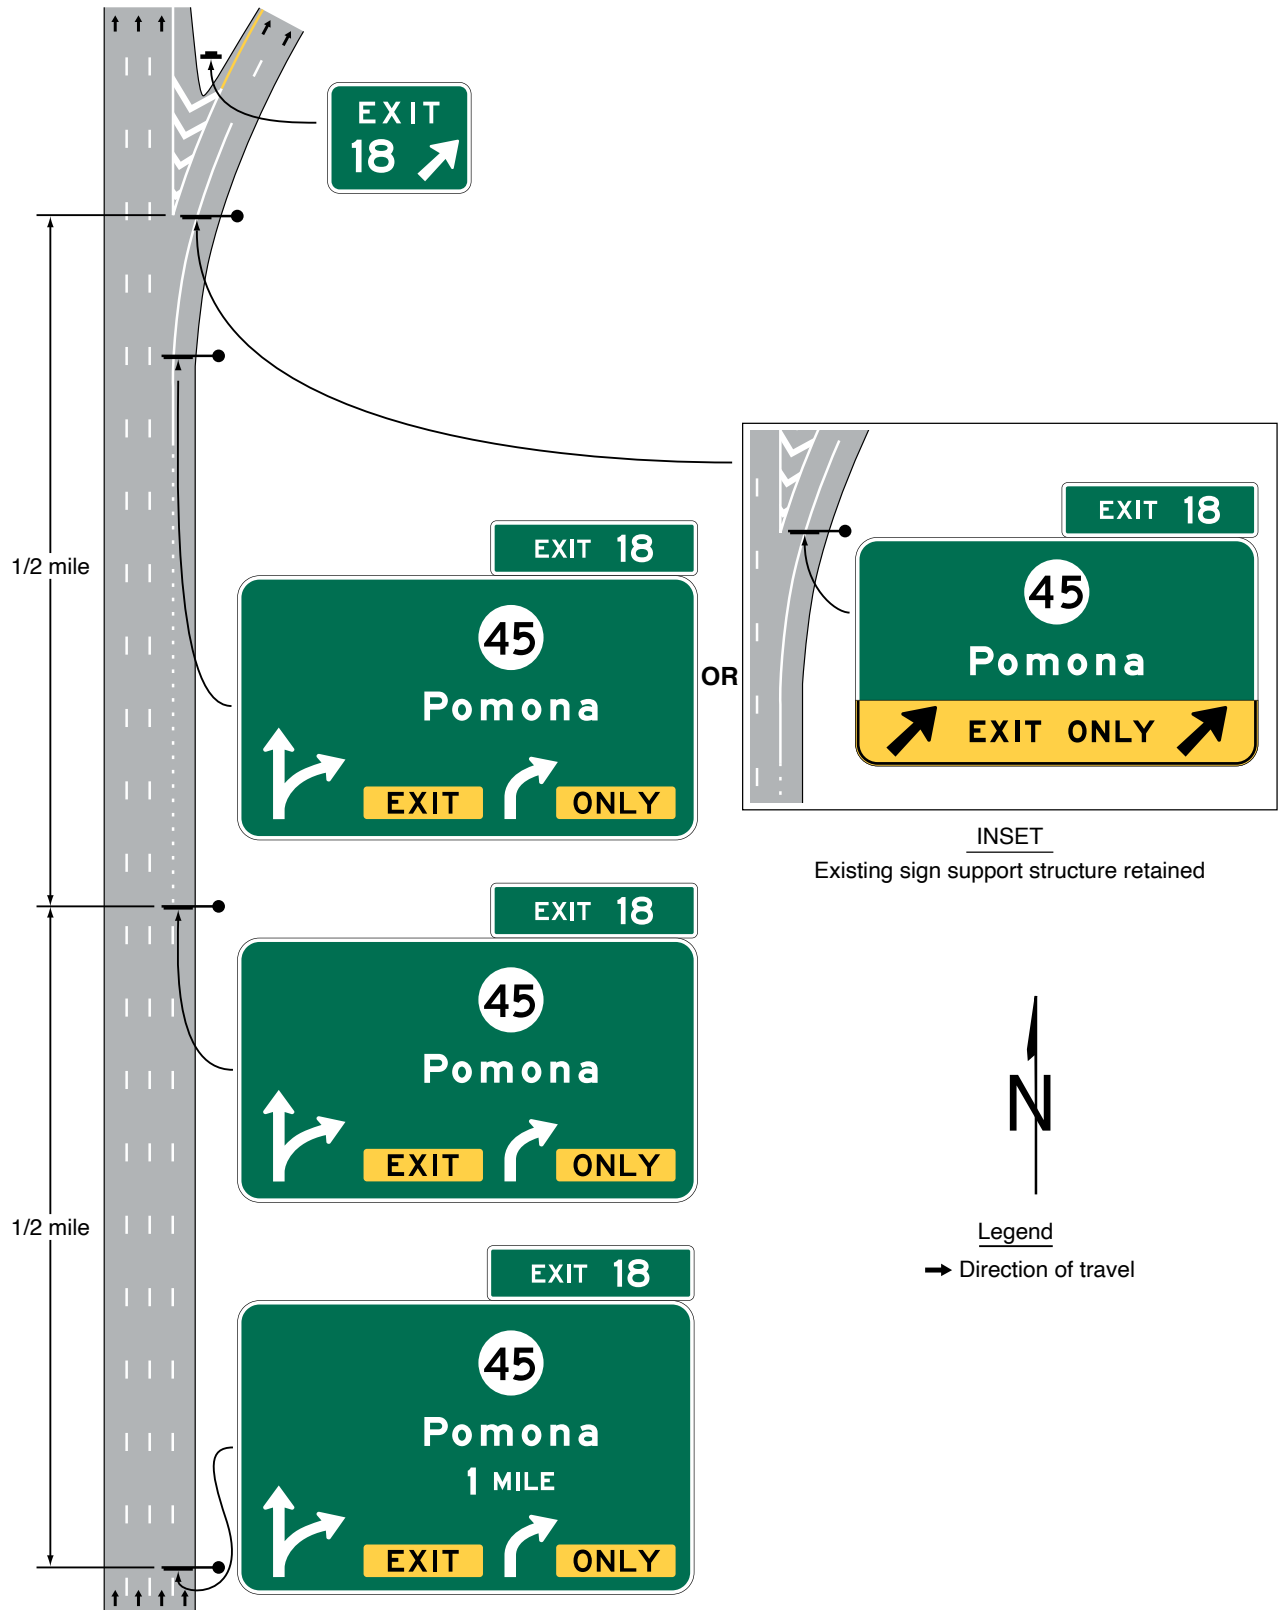 EXIT
18
1/2 mile
EXIT 18
45
Pomona
EXIT ONLY
OR
EXIT 18
45
Pomona
EXIT ONLY
INSET
Existing sign support structure retained
EXIT 18
45
Pomona
EXIT ONLY
N
1/2 mile
Legend
Direction of travel
EXIT 18
45
Pomona
1 MILE
EXIT ONLY